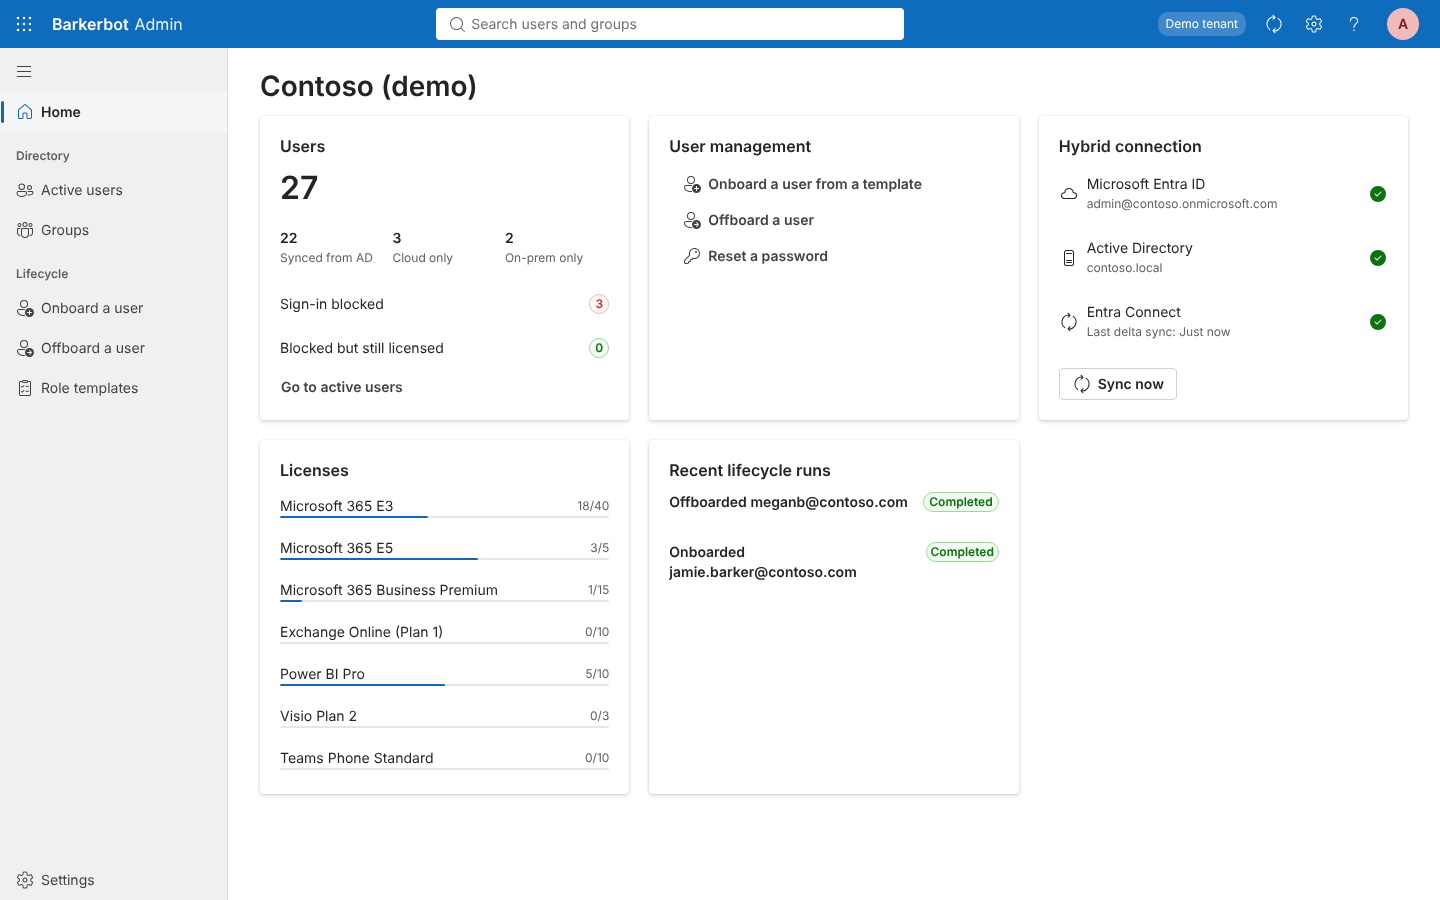 Barkerbot Admin
Search users and groups
Demo tenant
A
Home
Directory
Active users
Groups
Lifecycle
Onboard a user
Offboard a user
Role templates
Settings
Contoso (demo)
Users
27
22
Synced from AD
3
Cloud only
2
On-prem only
Sign-in blocked 3
Blocked but still licensed 0
Go to active users
User management
Onboard a user from a template
Offboard a user
Reset a password
Hybrid connection
Microsoft Entra ID
admin@contoso.onmicrosoft.com
Active Directory
contoso.local
Entra Connect
Last delta sync: Just now
Sync now
Licenses
Microsoft 365 E3 18/40
Microsoft 365 E5 3/5
Microsoft 365 Business Premium 1/15
Exchange Online (Plan 1) 0/10
Power BI Pro 5/10
Visio Plan 2 0/3
Teams Phone Standard 0/10
Recent lifecycle runs
Offboarded meganb@contoso.com Completed
Onboarded Completed
jamie.barker@contoso.com